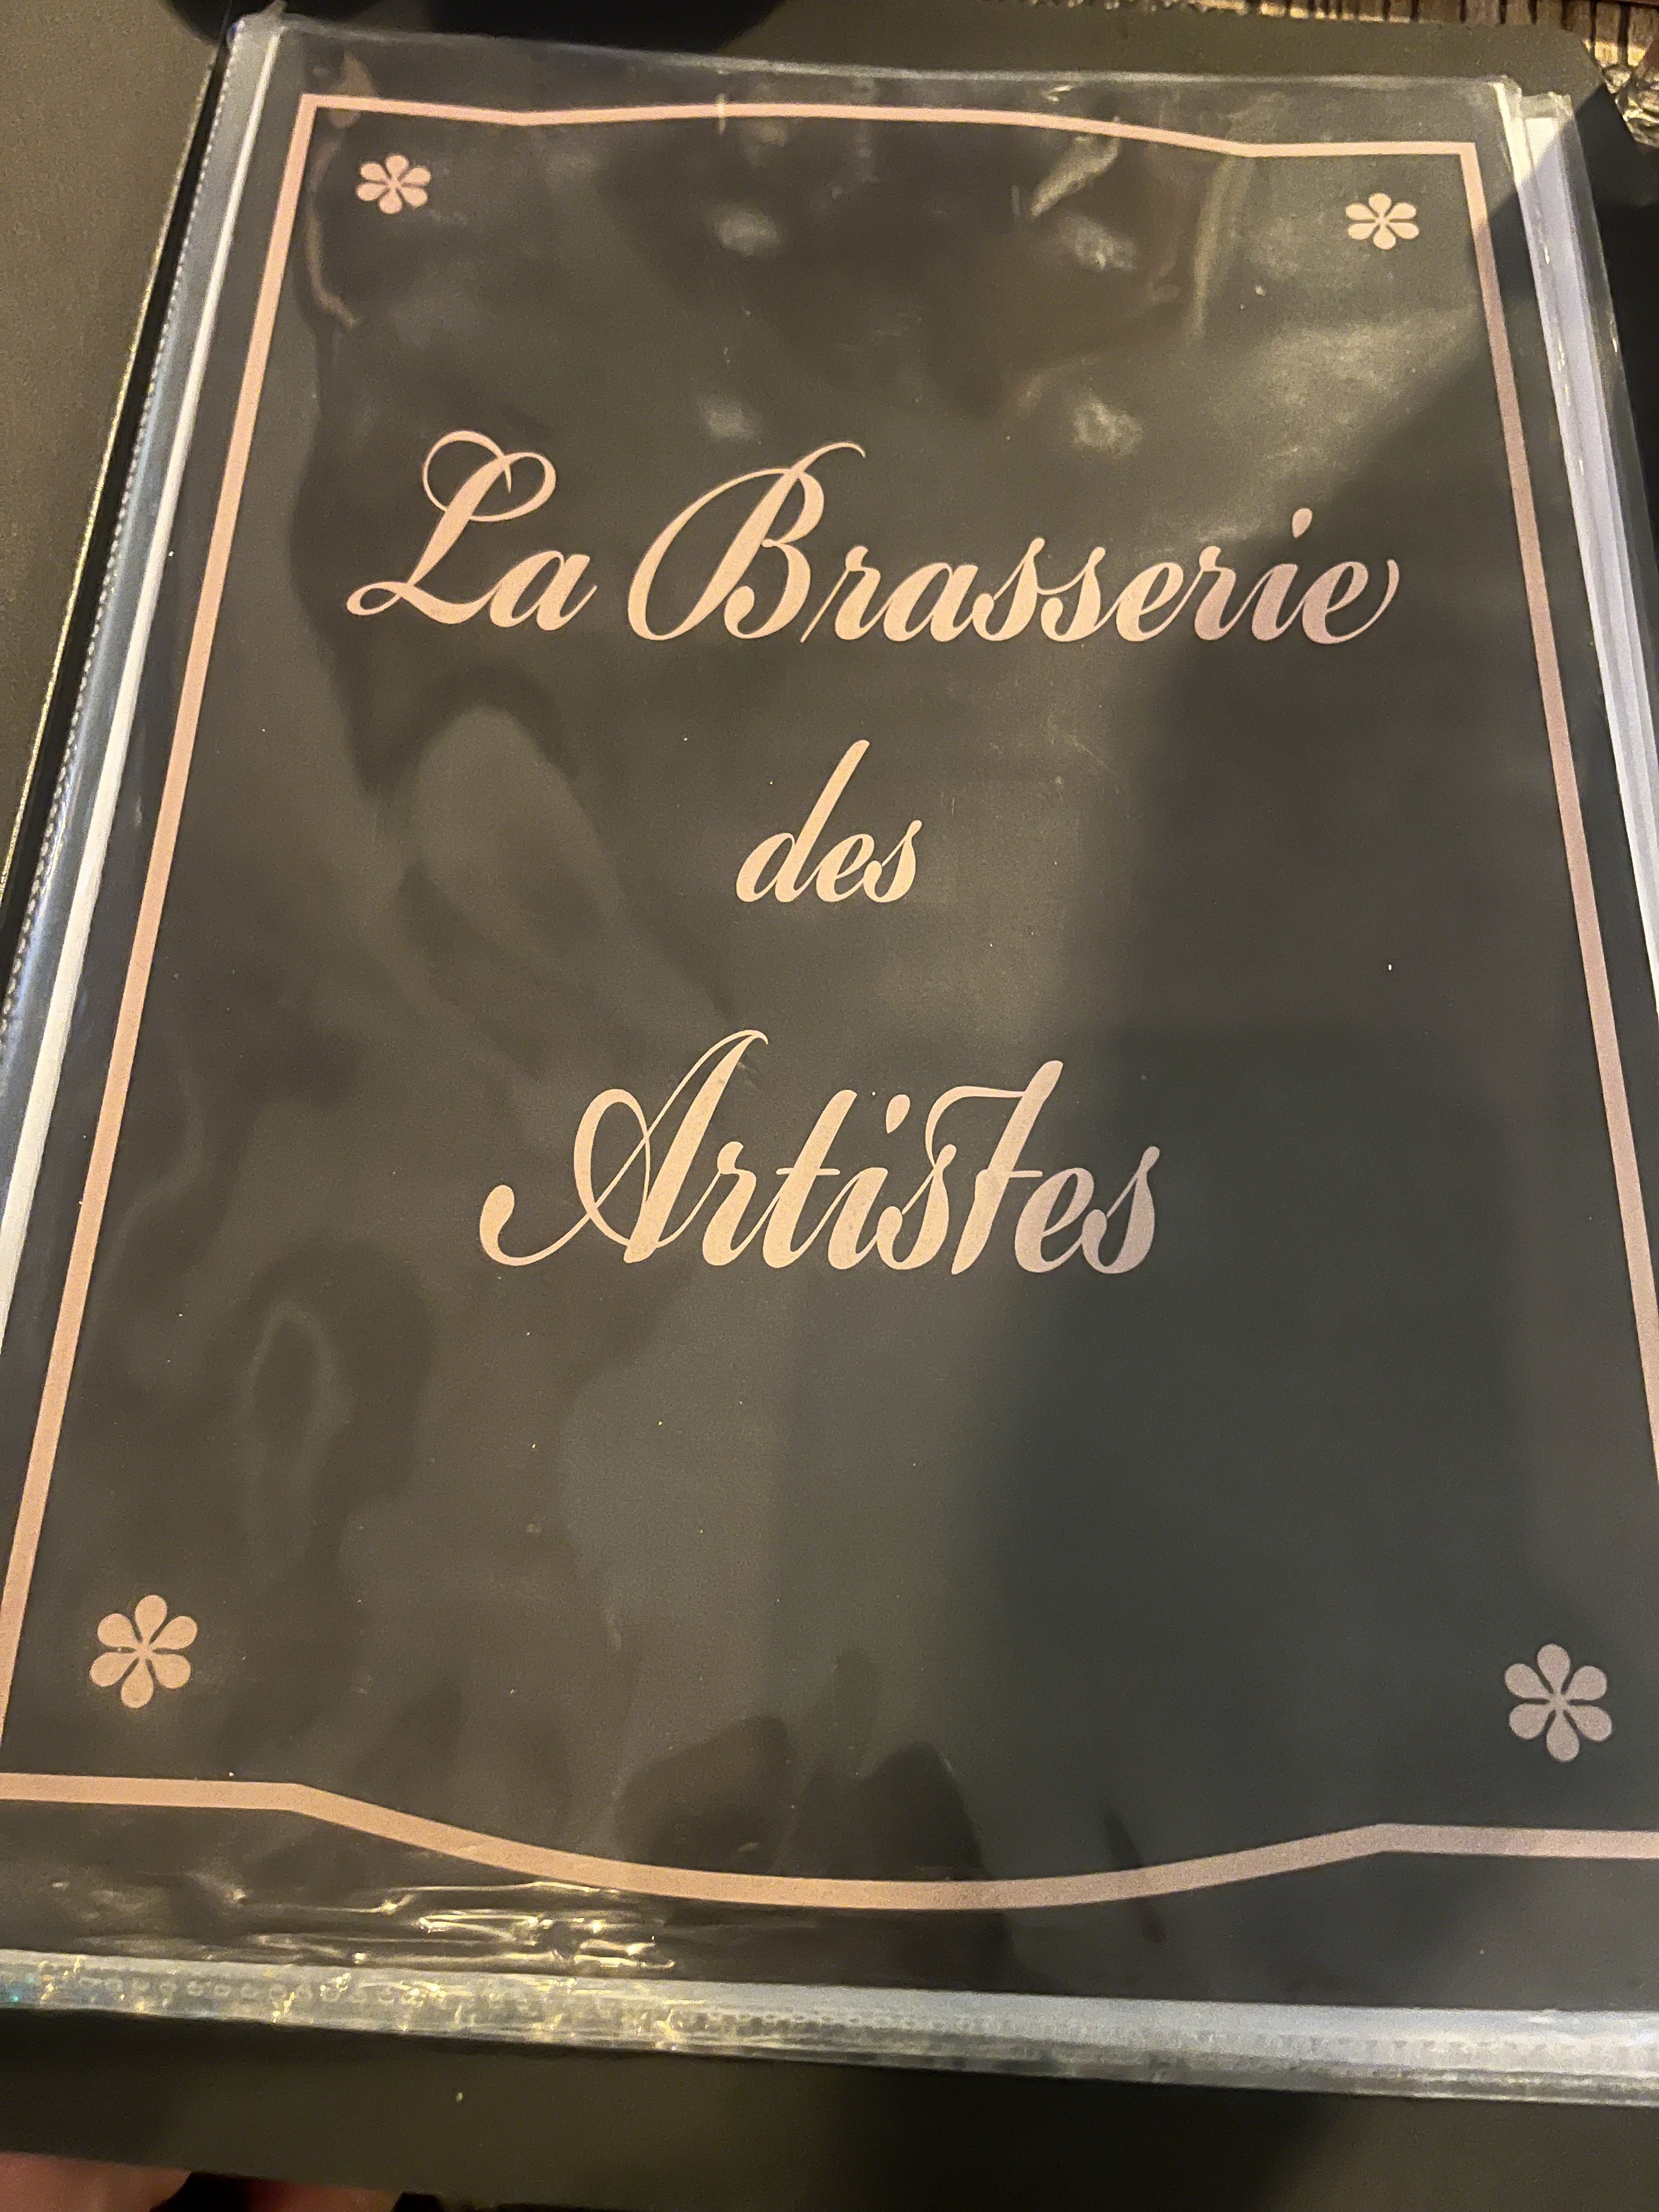 La Brasserie
des
Artistes